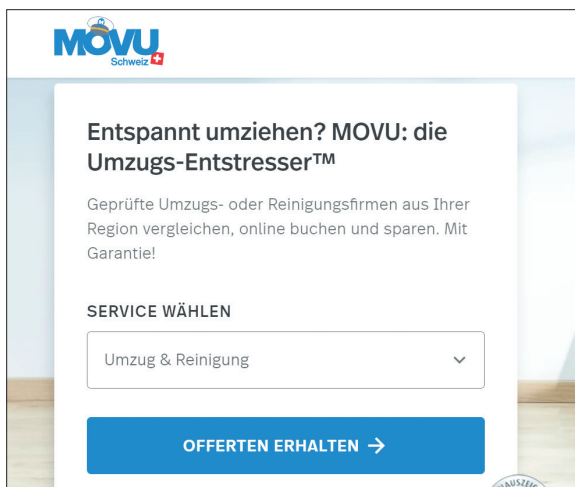 MOVU
Schweiz
Entspannt umziehen? MOVU: die
Umzugs-Entstresser™
Geprüfte Umzugs- oder Reinigungsfirmen aus Ihrer
Region vergleichen, online buchen und sparen. Mit
Garantie!
SERVICE WÄHLEN
Umzug & Reinigung
OFFERTEN ERHALTEN →